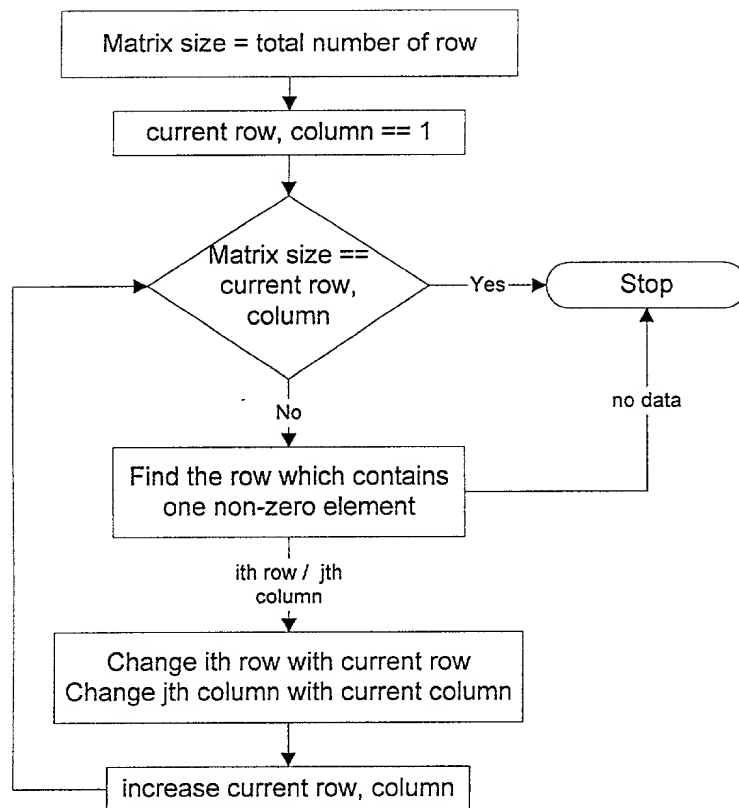 Matrix size = total number of row
current row, column == 1
Matrix size ==
current row,
column
Yes
Stop
No
no data
Find the row which contains
one non-zero element
ith row / jth
column
Change ith row with current row
Change jth column with current column
increase current row, column